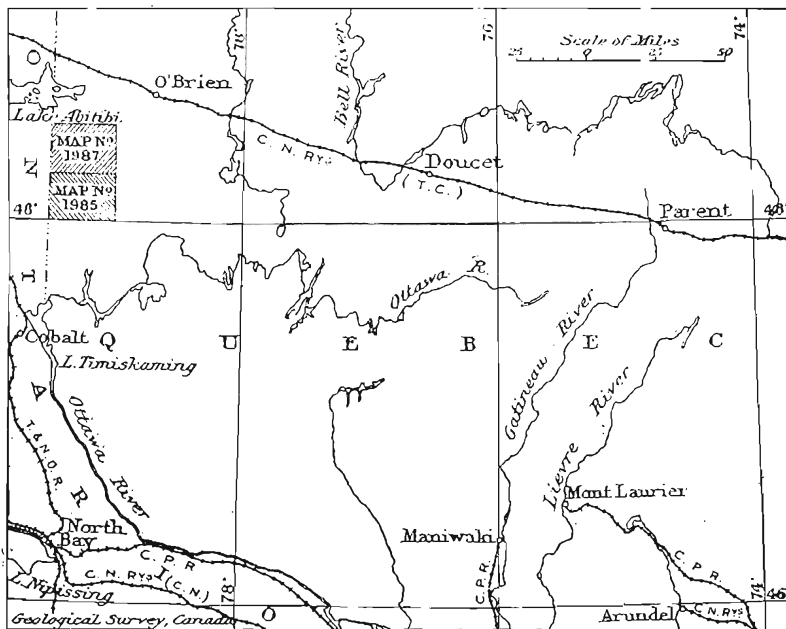 78°
76
74°
Scale of Miles
25 0 25 50
O
O'Brien
Bell River
Lake Abitibi.
MAP Nº
1987
C. N. RYS
Doucet
(T.C.)
N
MAP Nº
1985
48°
Parent
48
T
Ottawa R.
Gatineau River
Cobalt
Q U E B E C
L. Timiskaming
Lievre River
A
Ottawa River
T. & N.O.R.
R
Mont Laurier
North
Bay
Maniwaki
C. P. R.
C.P.R.
C. P. R.
C. N. RYS
I
(C.N.)
L. Nipissing
78°
74°
46
O
Arundel
C. N. RYS
Geological Survey, Canada